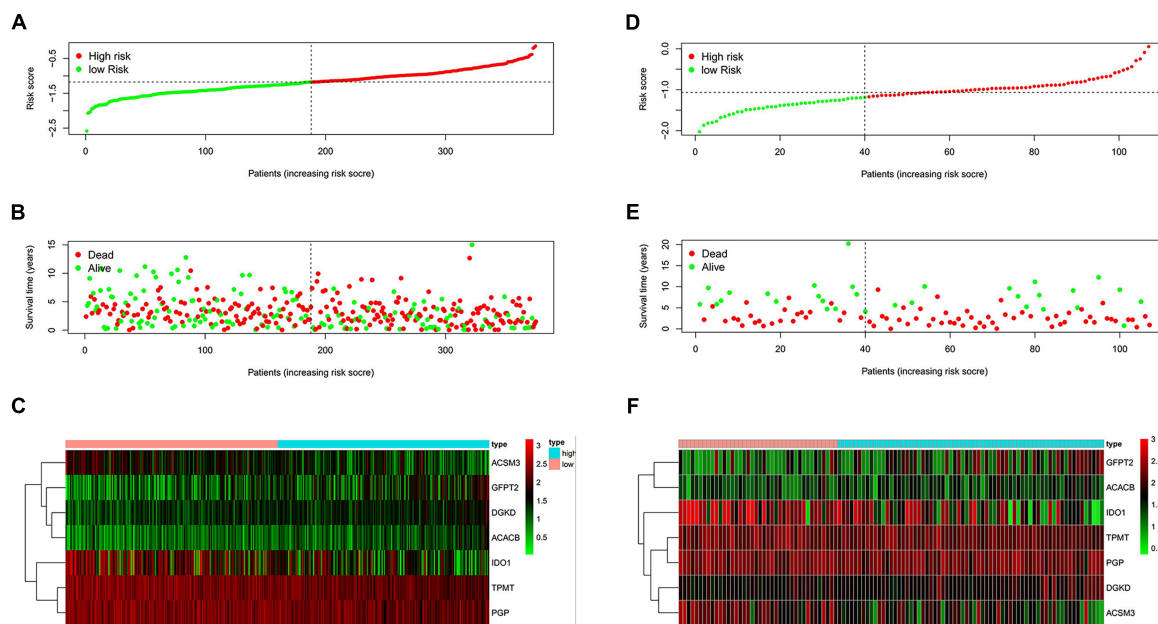 A
Risk score
-0.5
-1.5
-2.5
High risk
low Risk
0 100 200 300
Patients (increasing risk socre)
D
Risk score
0.0
-1.0
-2.0
High risk
low Risk
0 20 40 60 80 100
Patients (increasing risk socre)
B
Survival time (years)
15
10
5
0
Dead
Alive
0 100 200 300
Patients (increasing risk socre)
E
Survival time (years)
20
15
10
5
0
Dead
Alive
0 20 40 60 80 100
Patients (increasing risk socre)
C
type
ACSM3
GFPT2
DGKD
ACACB
IDO1
TPMT
PGP
3
2.5
2
1.5
1
0.5
type
high
low
F
type
GFPT2
ACACB
IDO1
TPMT
PGP
DGKD
ACSM3
3
2.5
2
1.5
1